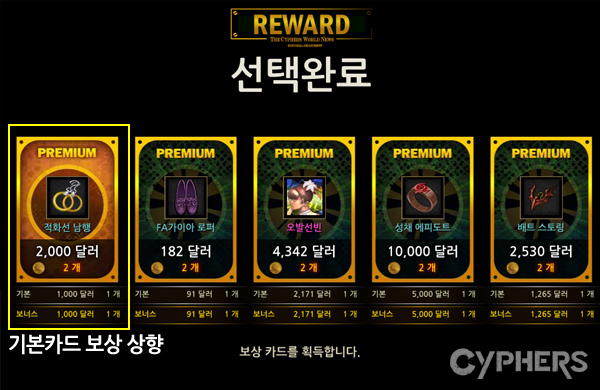 REWARD
THE CYPHERS WORLD NEWS
선택완료
PREMIUM PREMIUM PREMIUM PREMIUM PREMIUM
적화선 남행 FA가이아 로퍼 오발선빈 성채 에피도트 배트 스토링
2,000 달러 182 달러 4,342 달러 10,000 달러 2,530 달러
2 개 2 개 2 개 2 개 2 개
기본 1,000 달러 1 개 기본 91 달러 1 개 기본 2,171 달러 1 개 기본 5,000 달러 1 개 기본 1,265 달러 1 개
보너스 1,000 달러 1 개 보너스 91 달러 1 개 보너스 2,171 달러 1 개 보너스 5,000 달러 1 개 보너스 1,265 달러 1 개
기본카드 보상 상향
보상 카드를 획득합니다.
CYPHERS